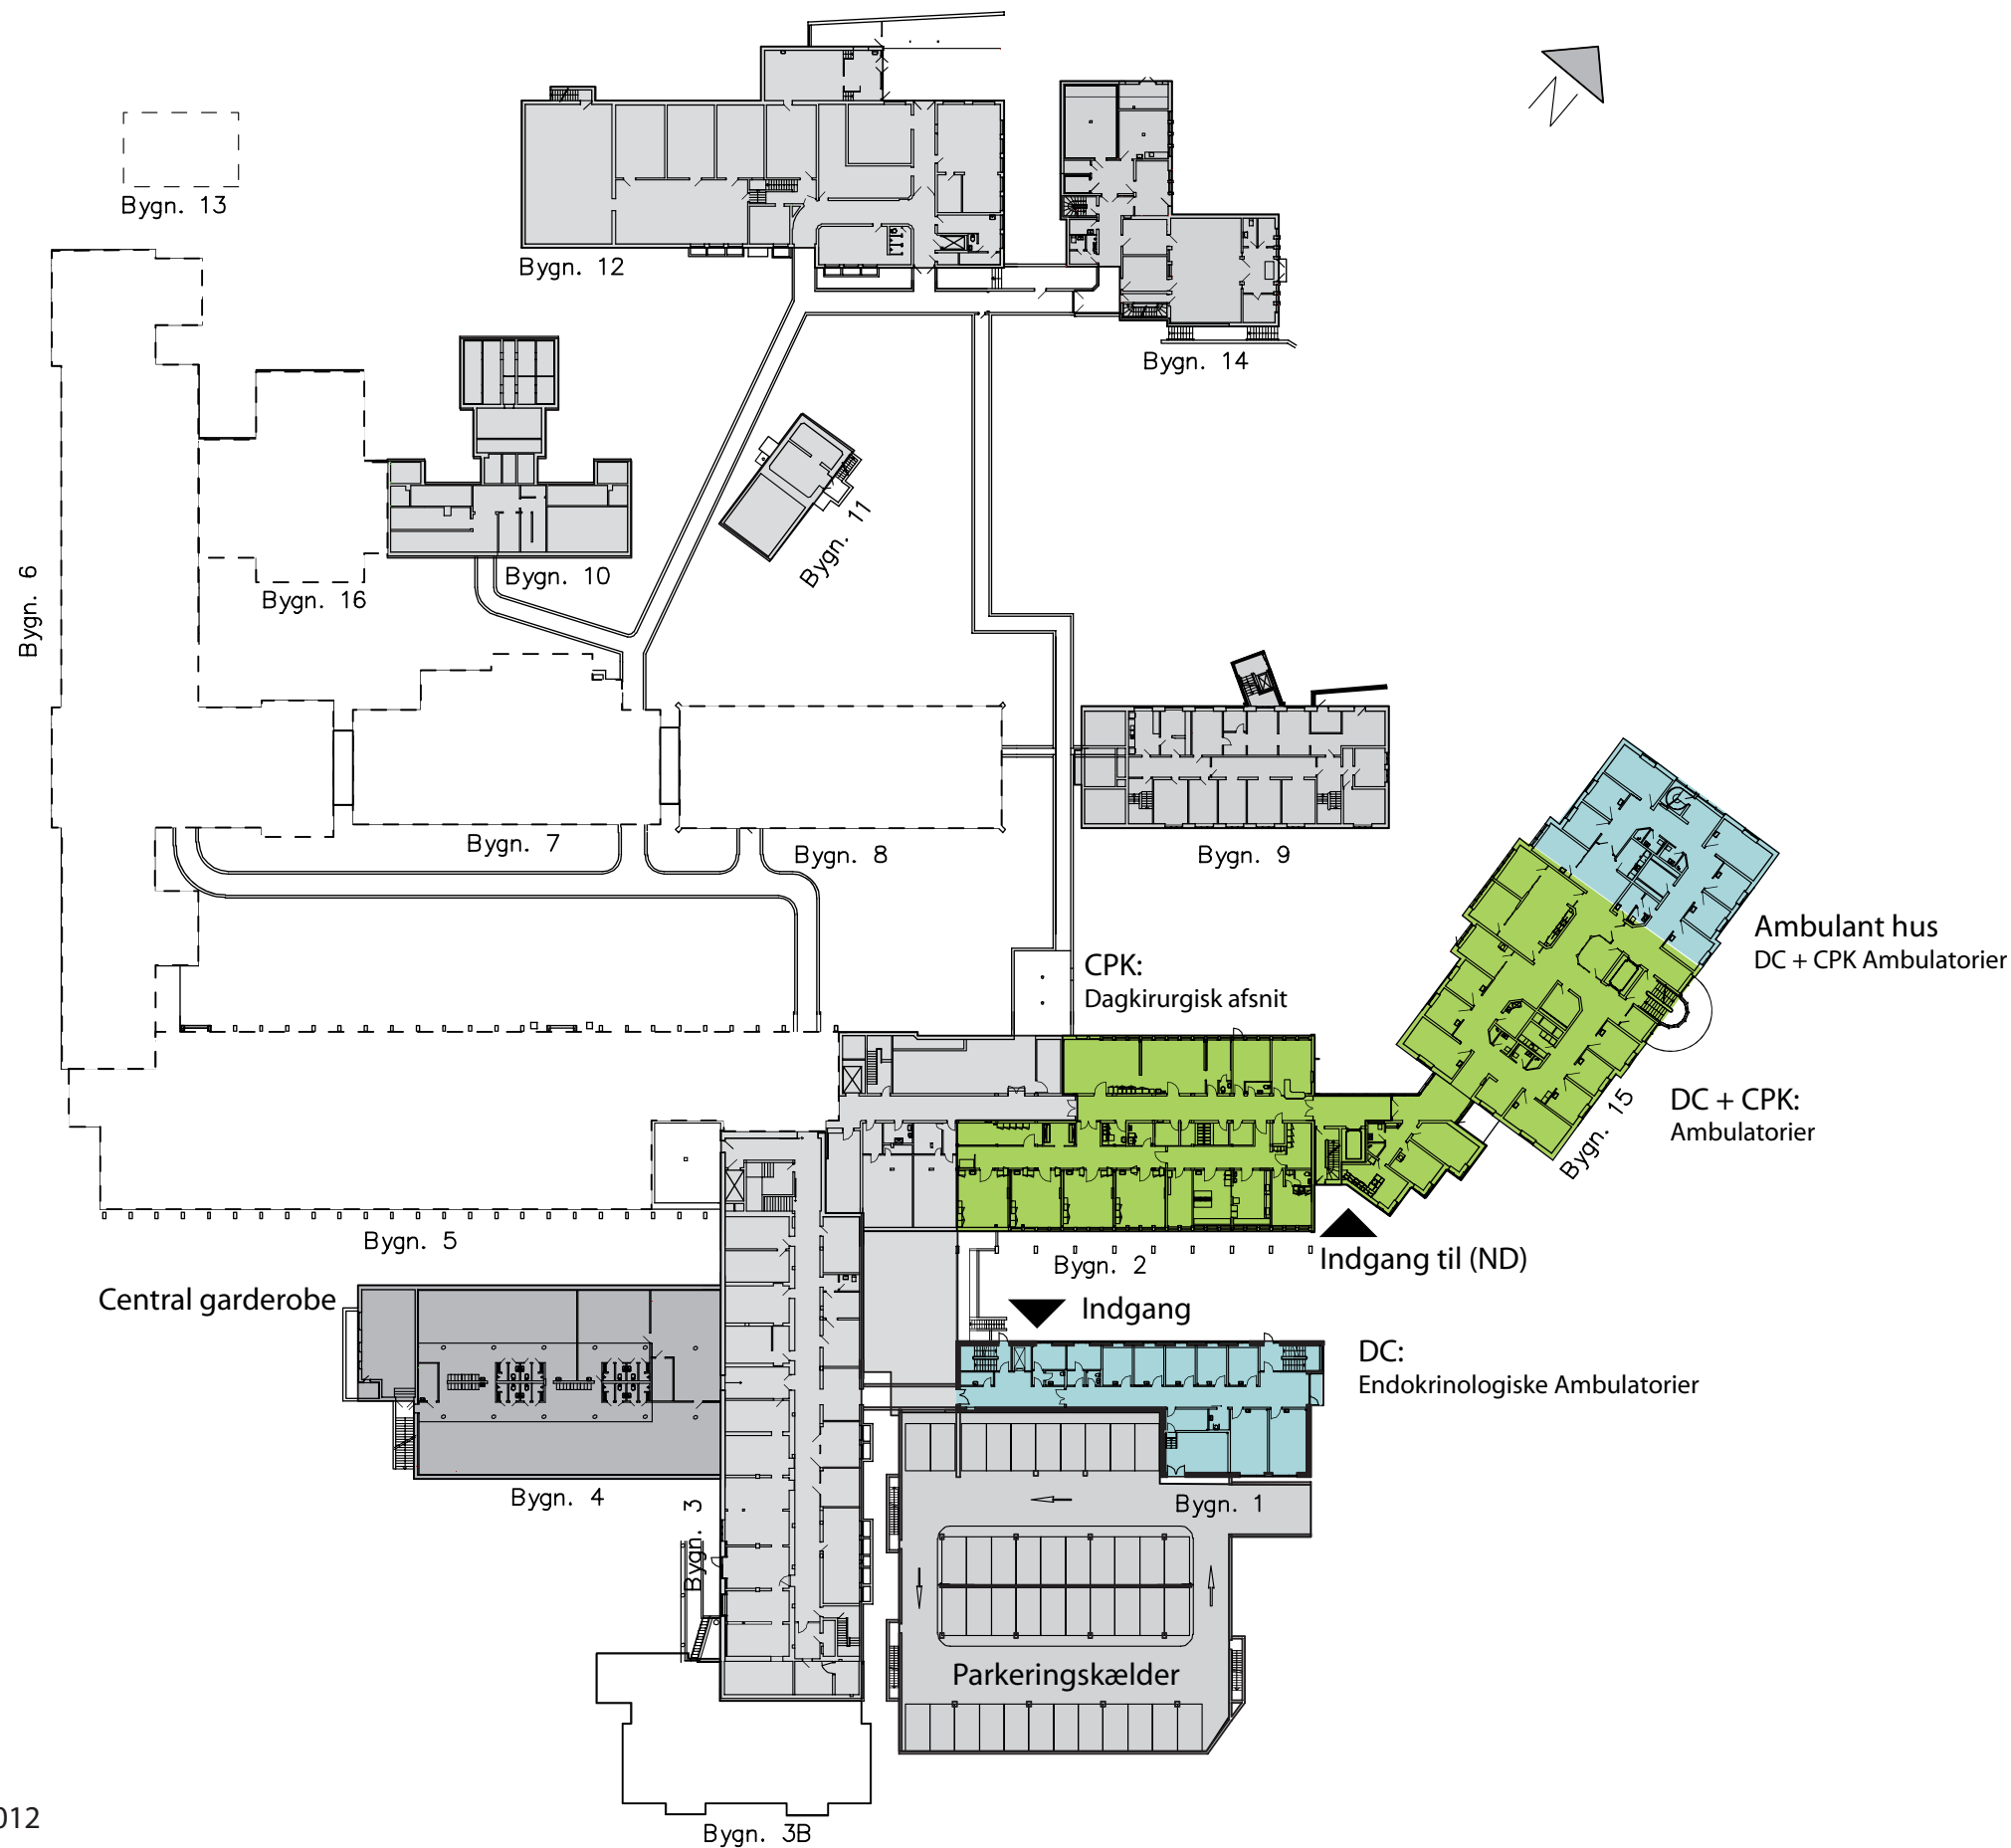 N
Bygn. 13
Bygn. 12
Bygn. 14
Bygn. 11
Bygn. 10
Bygn. 16
Bygn. 6
Bygn. 7
Bygn. 8
Bygn. 9
Ambulant hus
DC + CPK Ambulatorier
CPK:
Dagkirurgisk afsnit
DC + CPK:
Ambulatorier
Bygn. 15
Bygn. 5
Bygn. 2
Indgang til (ND)
Central garderobe
Indgang
DC:
Endokrinologiske Ambulatorier
Bygn. 4
Bygn. 3
Bygn. 1
Parkeringskælder
012
Bygn. 3B